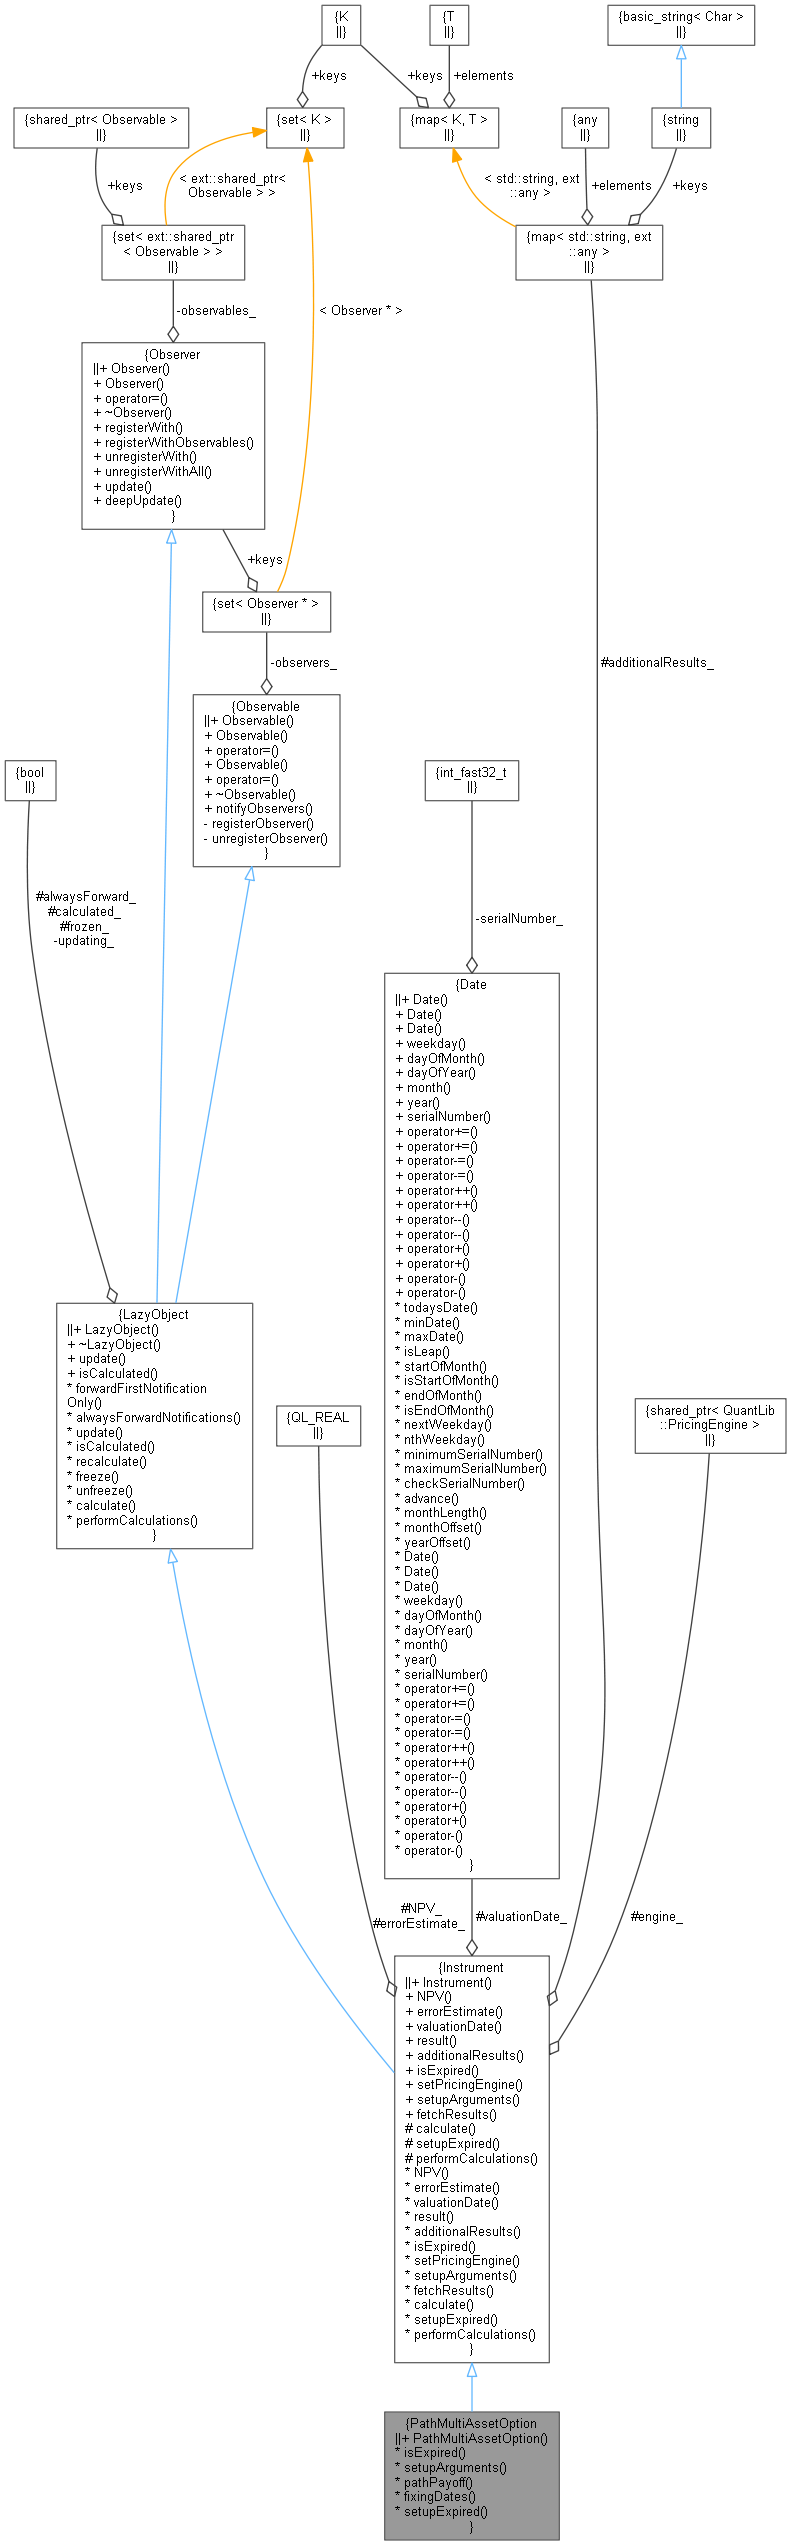 {K
||}
{T
||}
{basic_string< Char >
||}
+keys
+keys
+elements
{shared_ptr< Observable >
||}
{set< K >
||}
{map< K, T >
||}
{any
||}
{string
||}
+keys
< ext::shared_ptr<
Observable > >
< std::string, ext
::any >
+elements
+keys
{set< ext::shared_ptr
< Observable > >
||}
{map< std::string, ext
::any >
||}
-observables_
< Observer * >
{Observer
||+ Observer()
+ Observer()
+ operator=()
+ ~Observer()
+ registerWith()
+ registerWithObservables()
+ unregisterWith()
+ unregisterWithAll()
+ update()
+ deepUpdate()
}
+keys
{set< Observer * >
||}
-observers_
#additionalResults_
{Observable
||+ Observable()
+ Observable()
+ operator=()
+ Observable()
+ operator=()
+ ~Observable()
+ notifyObservers()
- registerObserver()
- unregisterObserver()
}
{bool
||}
{int_fast32_t
||}
#alwaysForward_
#calculated_
#frozen_
-updating_
-serialNumber_
{Date
||+ Date()
+ Date()
+ Date()
+ weekday()
+ dayOfMonth()
+ dayOfYear()
+ month()
+ year()
+ serialNumber()
+ operator+=()
+ operator+=()
+ operator-=()
+ operator-=()
+ operator++()
+ operator++()
+ operator--()
+ operator--()
+ operator+()
+ operator+()
+ operator-()
+ operator-()
* todaysDate()
* minDate()
* maxDate()
* isLeap()
* startOfMonth()
* isStartOfMonth()
* endOfMonth()
* isEndOfMonth()
* nextWeekday()
* nthWeekday()
* minimumSerialNumber()
* maximumSerialNumber()
* checkSerialNumber()
* advance()
* monthLength()
* monthOffset()
* yearOffset()
* Date()
* Date()
* Date()
* weekday()
* dayOfMonth()
* dayOfYear()
* month()
* year()
* serialNumber()
* operator+=()
* operator+=()
* operator-=()
* operator-=()
* operator++()
* operator++()
* operator--()
* operator--()
* operator+()
* operator+()
* operator-()
* operator-()
}
{LazyObject
||+ LazyObject()
+ ~LazyObject()
+ update()
+ isCalculated()
* forwardFirstNotification
Only()
* alwaysForwardNotifications()
* update()
* isCalculated()
* recalculate()
* freeze()
* unfreeze()
* calculate()
* performCalculations()
}
{QL_REAL
||}
{shared_ptr< QuantLib
::PricingEngine >
||}
#NPV_
#errorEstimate_
#valuationDate_
#engine_
{Instrument
||+ Instrument()
+ NPV()
+ errorEstimate()
+ valuationDate()
+ result()
+ additionalResults()
+ isExpired()
+ setPricingEngine()
+ setupArguments()
+ fetchResults()
# calculate()
# setupExpired()
# performCalculations()
* NPV()
* errorEstimate()
* valuationDate()
* result()
* additionalResults()
* isExpired()
* setPricingEngine()
* setupArguments()
* fetchResults()
* calculate()
* setupExpired()
* performCalculations()
}
{PathMultiAssetOption
||+ PathMultiAssetOption()
* isExpired()
* setupArguments()
* pathPayoff()
* fixingDates()
* setupExpired()
}